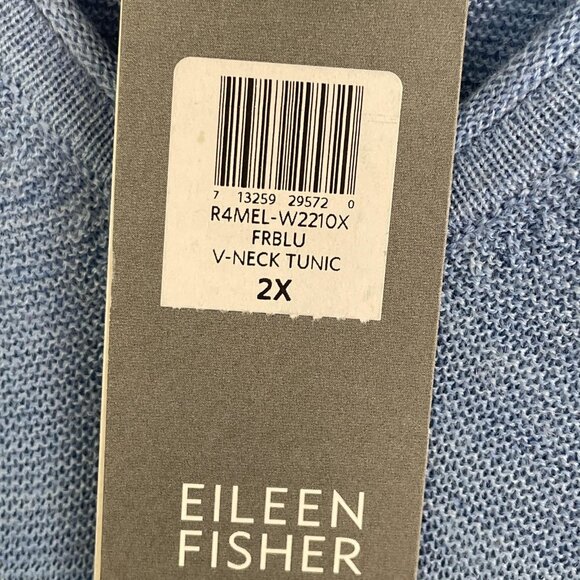 7 13259 29572 0
R4MEL-W2210X
FRBLU
V-NECK TUNIC
2X
EILEEN
FISHER